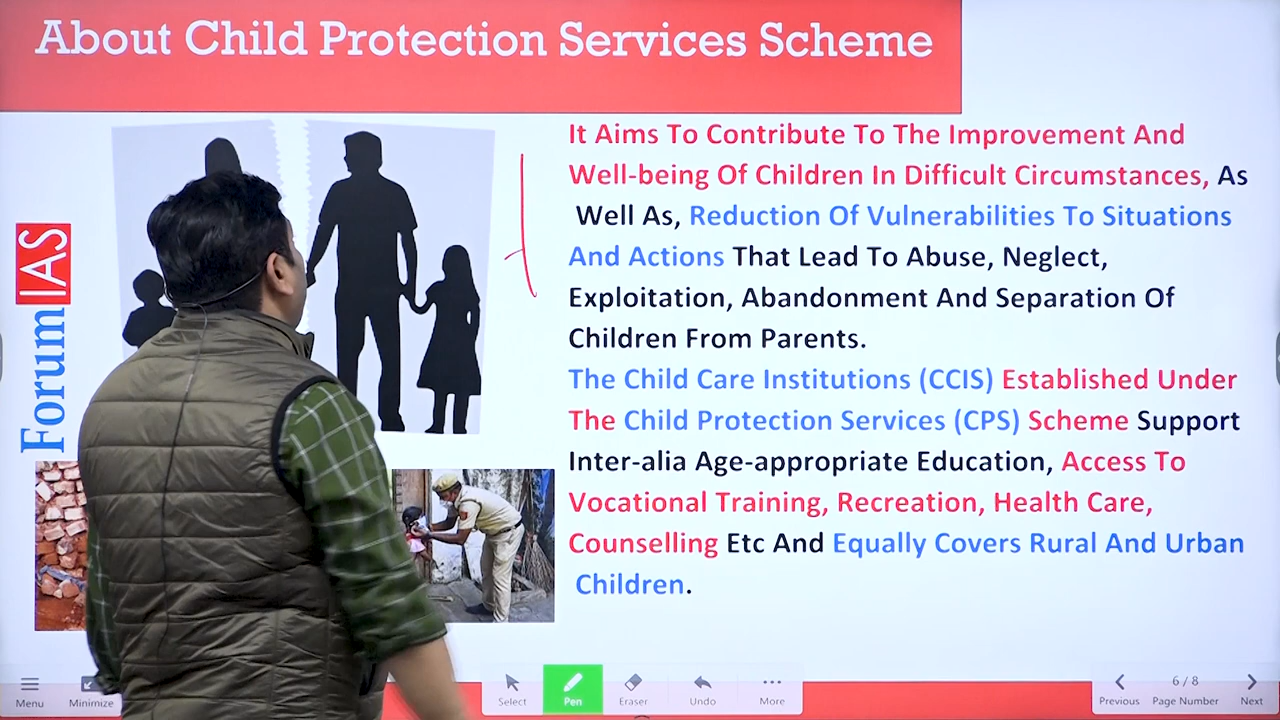 About Child Protection Services Scheme
It Aims To Contribute To The Improvement And
Well-being Of Children In Difficult Circumstances, As
Well As, Reduction Of Vulnerabilities To Situations
And Actions That Lead To Abuse, Neglect,
Exploitation, Abandonment And Separation Of
Children From Parents.
The Child Care Institutions (CCIS) Established Under
The Child Protection Services (CPS) Scheme Support
Inter-alia Age-appropriate Education, Access To
Vocational Training, Recreation, Health Care,
Counselling Etc And Equally Covers Rural And Urban
Children.
Forum IAS
Menu
Minimize
Select
Pen
Eraser
Undo
More
Previous
6 / 8
Page Number
Next